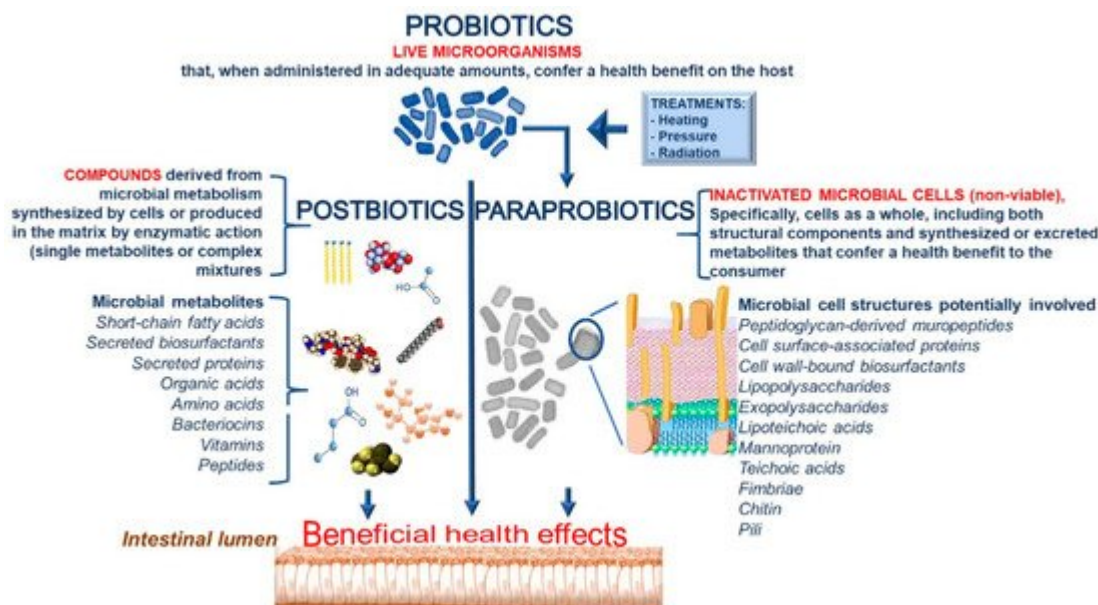 PROBIOTICS
LIVE MICROORGANISMS
that, when administered in adequate amounts, confer a health benefit on the host
TREATMENTS:
- Heating
- Pressure
- Radiation
COMPOUNDS derived from
microbial metabolism
synthesized by cells or produced
in the matrix by enzymatic action
(single metabolites or complex
mixtures
POSTBIOTICS
PARAPROBIOTICS
INACTIVATED MICROBIAL CELLS (non-viable),
Specifically, cells as a whole, including both
structural components and synthesized or excreted
metabolites that confer a health benefit to the
consumer
HO
O
Microbial metabolites
Short-chain fatty acids
Secreted biosurfactants
Secreted proteins
Organic acids
Amino acids
Bacteriocins
Vitamins
Peptides
OH
O
Microbial cell structures potentially involved
Peptidoglycan-derived muropeptides
Cell surface-associated proteins
Cell wall-bound biosurfactants
Lipopolysaccharides
Exopolysaccharides
Lipoteichoic acids
Mannoprotein
Teichoic acids
Fimbriae
Chitin
Pili
Intestinal lumen
Beneficial health effects